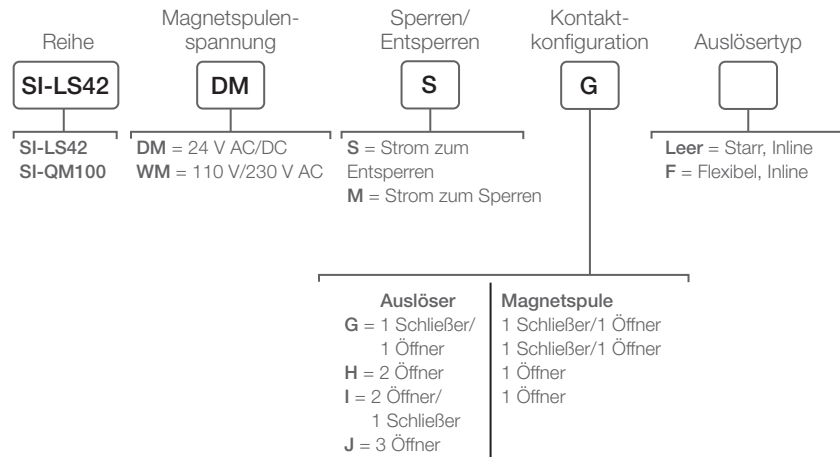 Reihe
Magnetspulen-
spannung
Sperren/
Entsperren
Kontakt-
konfiguration
Auslösertyp
SI-LS42
DM
S
G
SI-LS42
SI-QM100
DM = 24 V AC/DC
WM = 110 V/230 V AC
S = Strom zum
Entsperren
M = Strom zum Sperren
Leer = Starr, Inline
F = Flexibel, Inline
Auslöser
G = 1 Schließer/
1 Öffner
H = 2 Öffner
I = 2 Öffner/
1 Schließer
J = 3 Öffner
Magnetspule
1 Schließer/1 Öffner
1 Schließer/1 Öffner
1 Öffner
1 Öffner